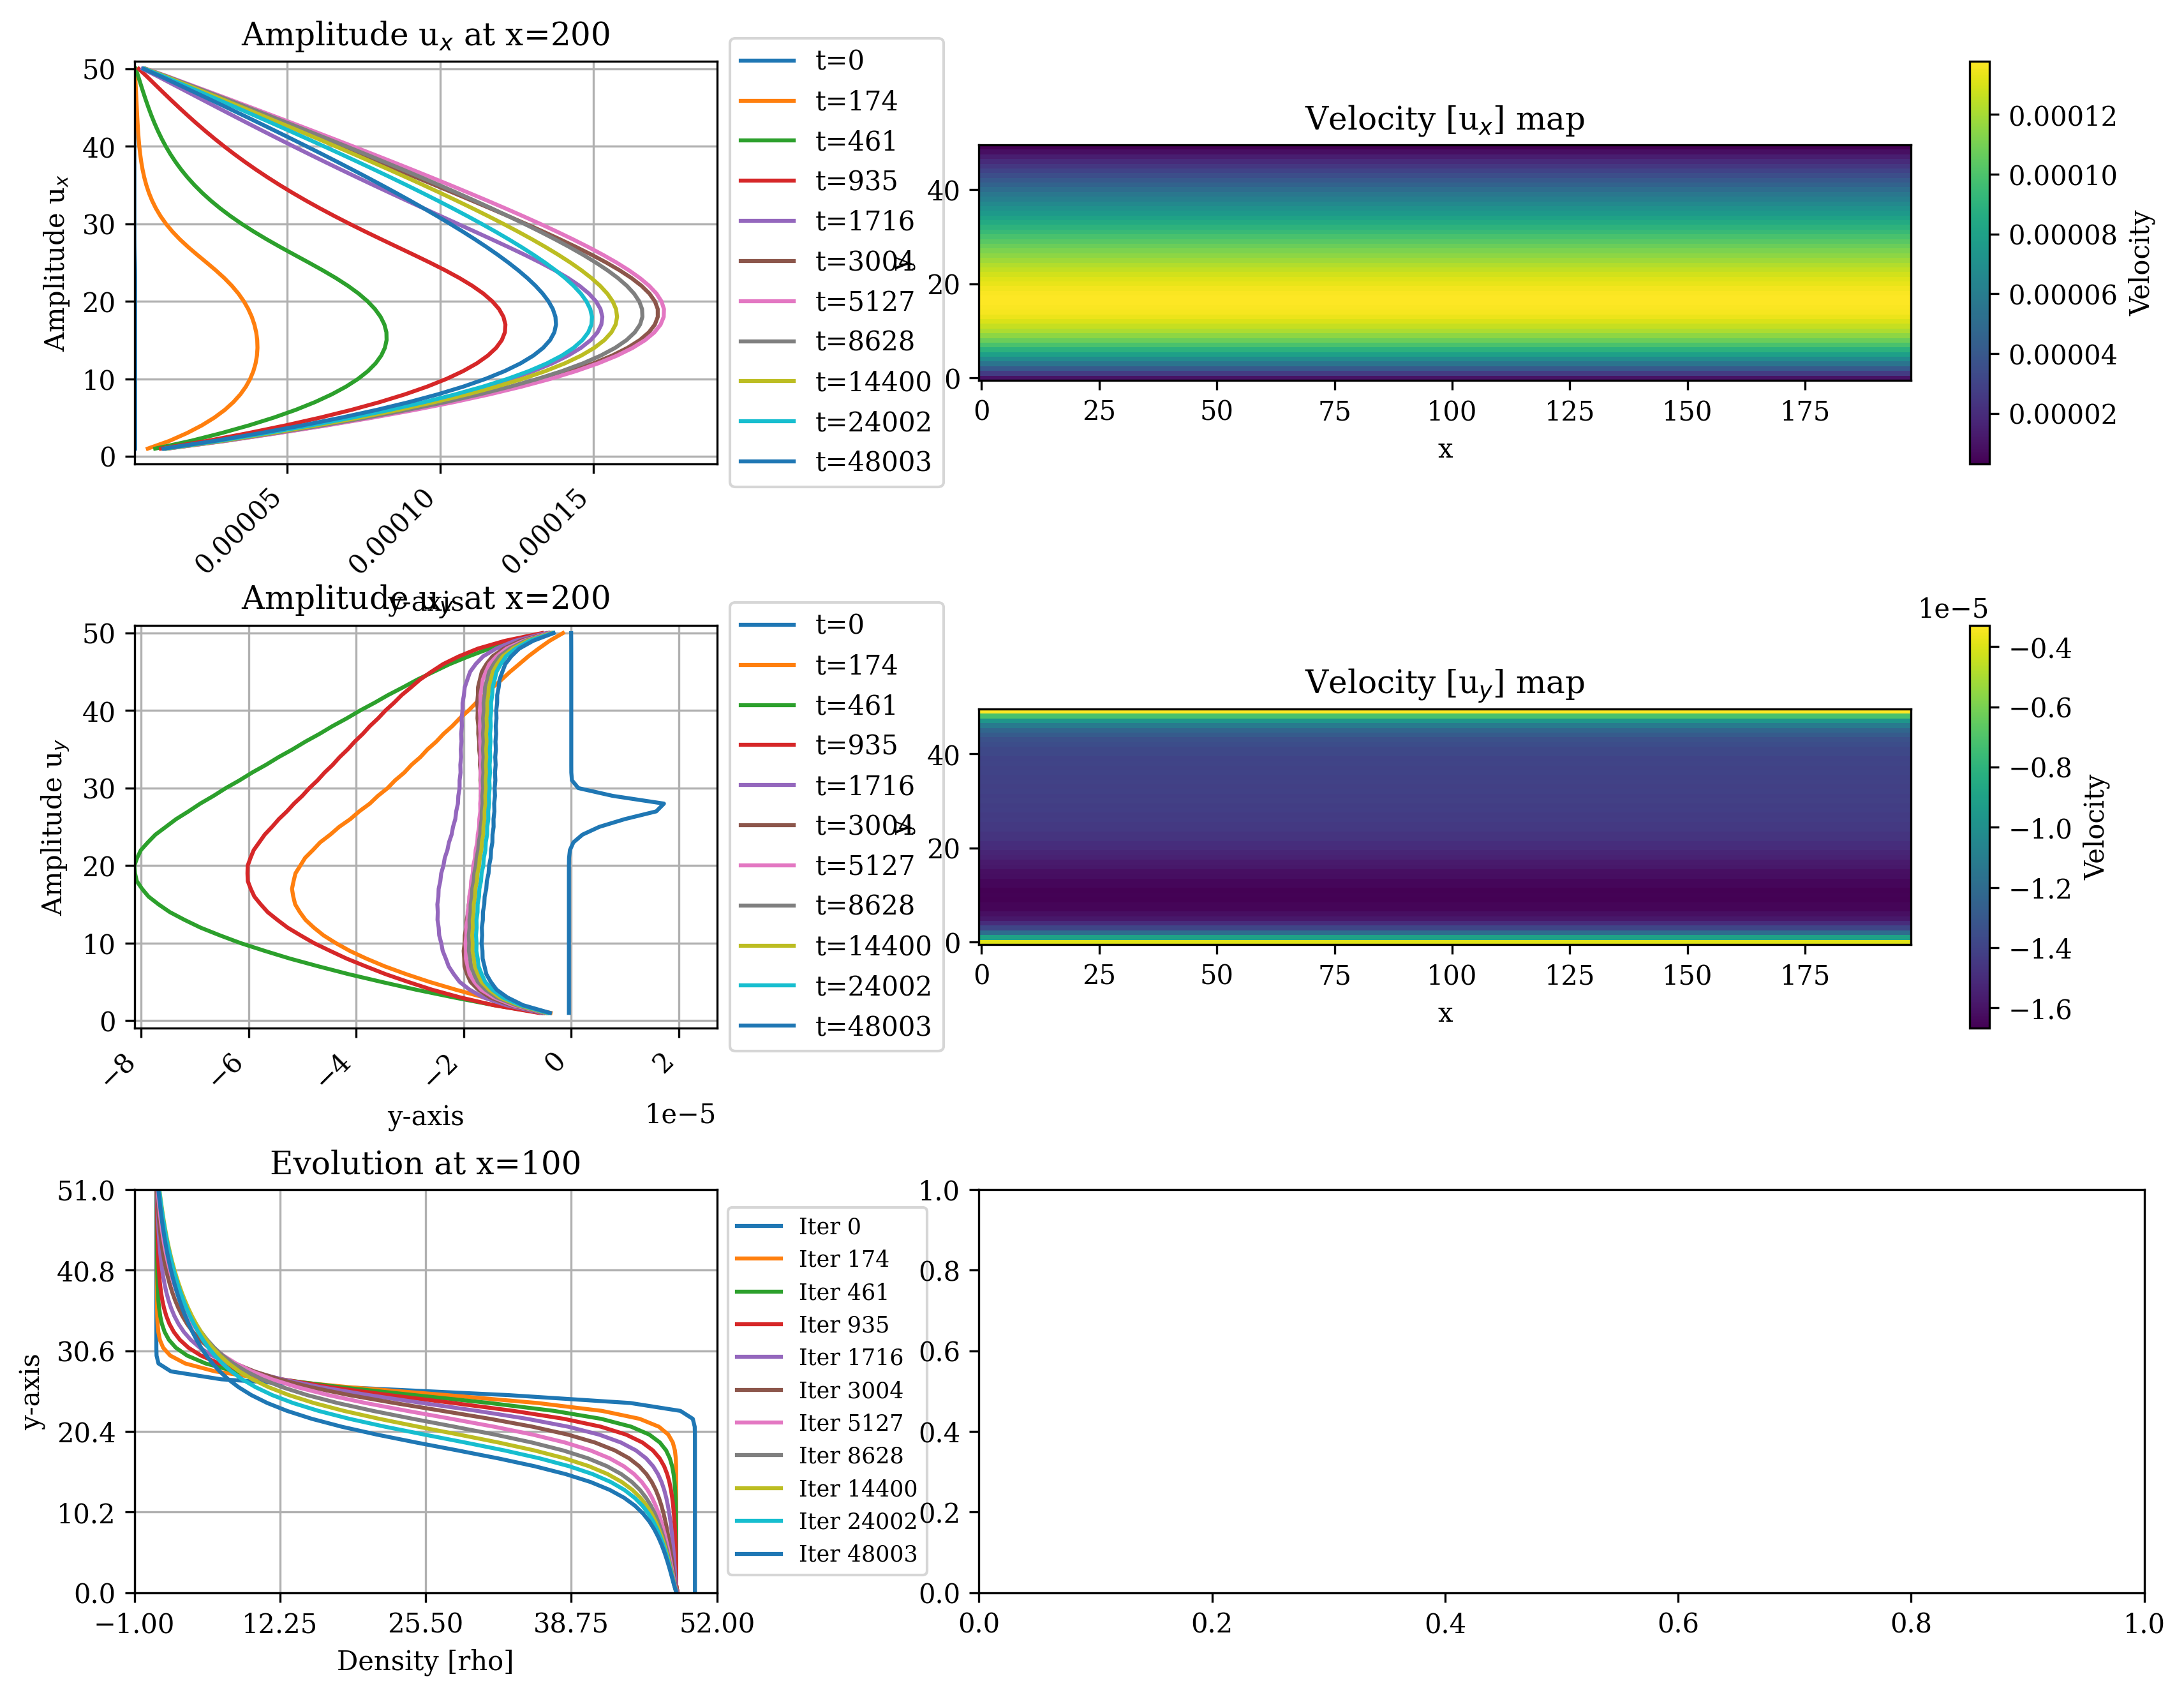 Amplitude uₓ at x=200
50
40
30
20
10
0
Amplitude uₓ
0.00005
0.00010
0.00015
y-axis
t=0
t=174
t=461
t=935
t=1716
t=3004
t=5127
t=8628
t=14400
t=24002
t=48003
Velocity [uₓ] map
y
40
20
0
0 25 50 75 100 125 150 175
x
0.00012
0.00010
0.00008
0.00006
0.00004
0.00002
Velocity
Amplitude u_y at x=200
50
40
30
20
10
0
Amplitude u_y
−8 −6 −4 −2 0 2
1e−5
y-axis
t=0
t=174
t=461
t=935
t=1716
t=3004
t=5127
t=8628
t=14400
t=24002
t=48003
Velocity [u_y] map
y
40
20
0
0 25 50 75 100 125 150 175
x
1e−5
−0.4
−0.6
−0.8
−1.0
−1.2
−1.4
−1.6
Velocity
Evolution at x=100
51.0
40.8
30.6
20.4
10.2
0.0
y-axis
−1.00 12.25 25.50 38.75 52.00
Density [rho]
Iter 0
Iter 174
Iter 461
Iter 935
Iter 1716
Iter 3004
Iter 5127
Iter 8628
Iter 14400
Iter 24002
Iter 48003
1.0
0.8
0.6
0.4
0.2
0.0
0.0 0.2 0.4 0.6 0.8 1.0